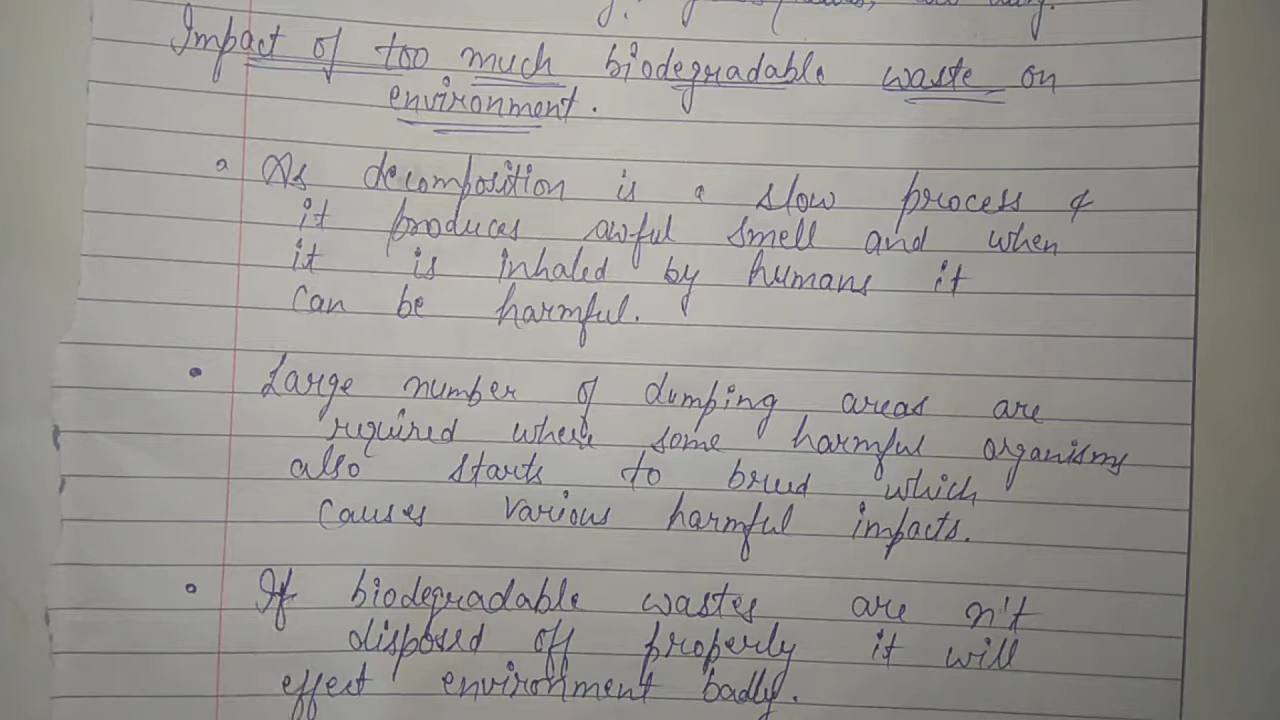 Impact of too much biodegradable waste on
environment.
• As decomposition is a slow process &
it produces awful smell and when
it is inhaled by humans it
can be harmful.
• Large number of dumping areas are
required where some harmful organisms
also starts to breed which
causes various harmful impacts.
• If biodegradable wastes are n't
disposed off properly it will
effect environment badly.